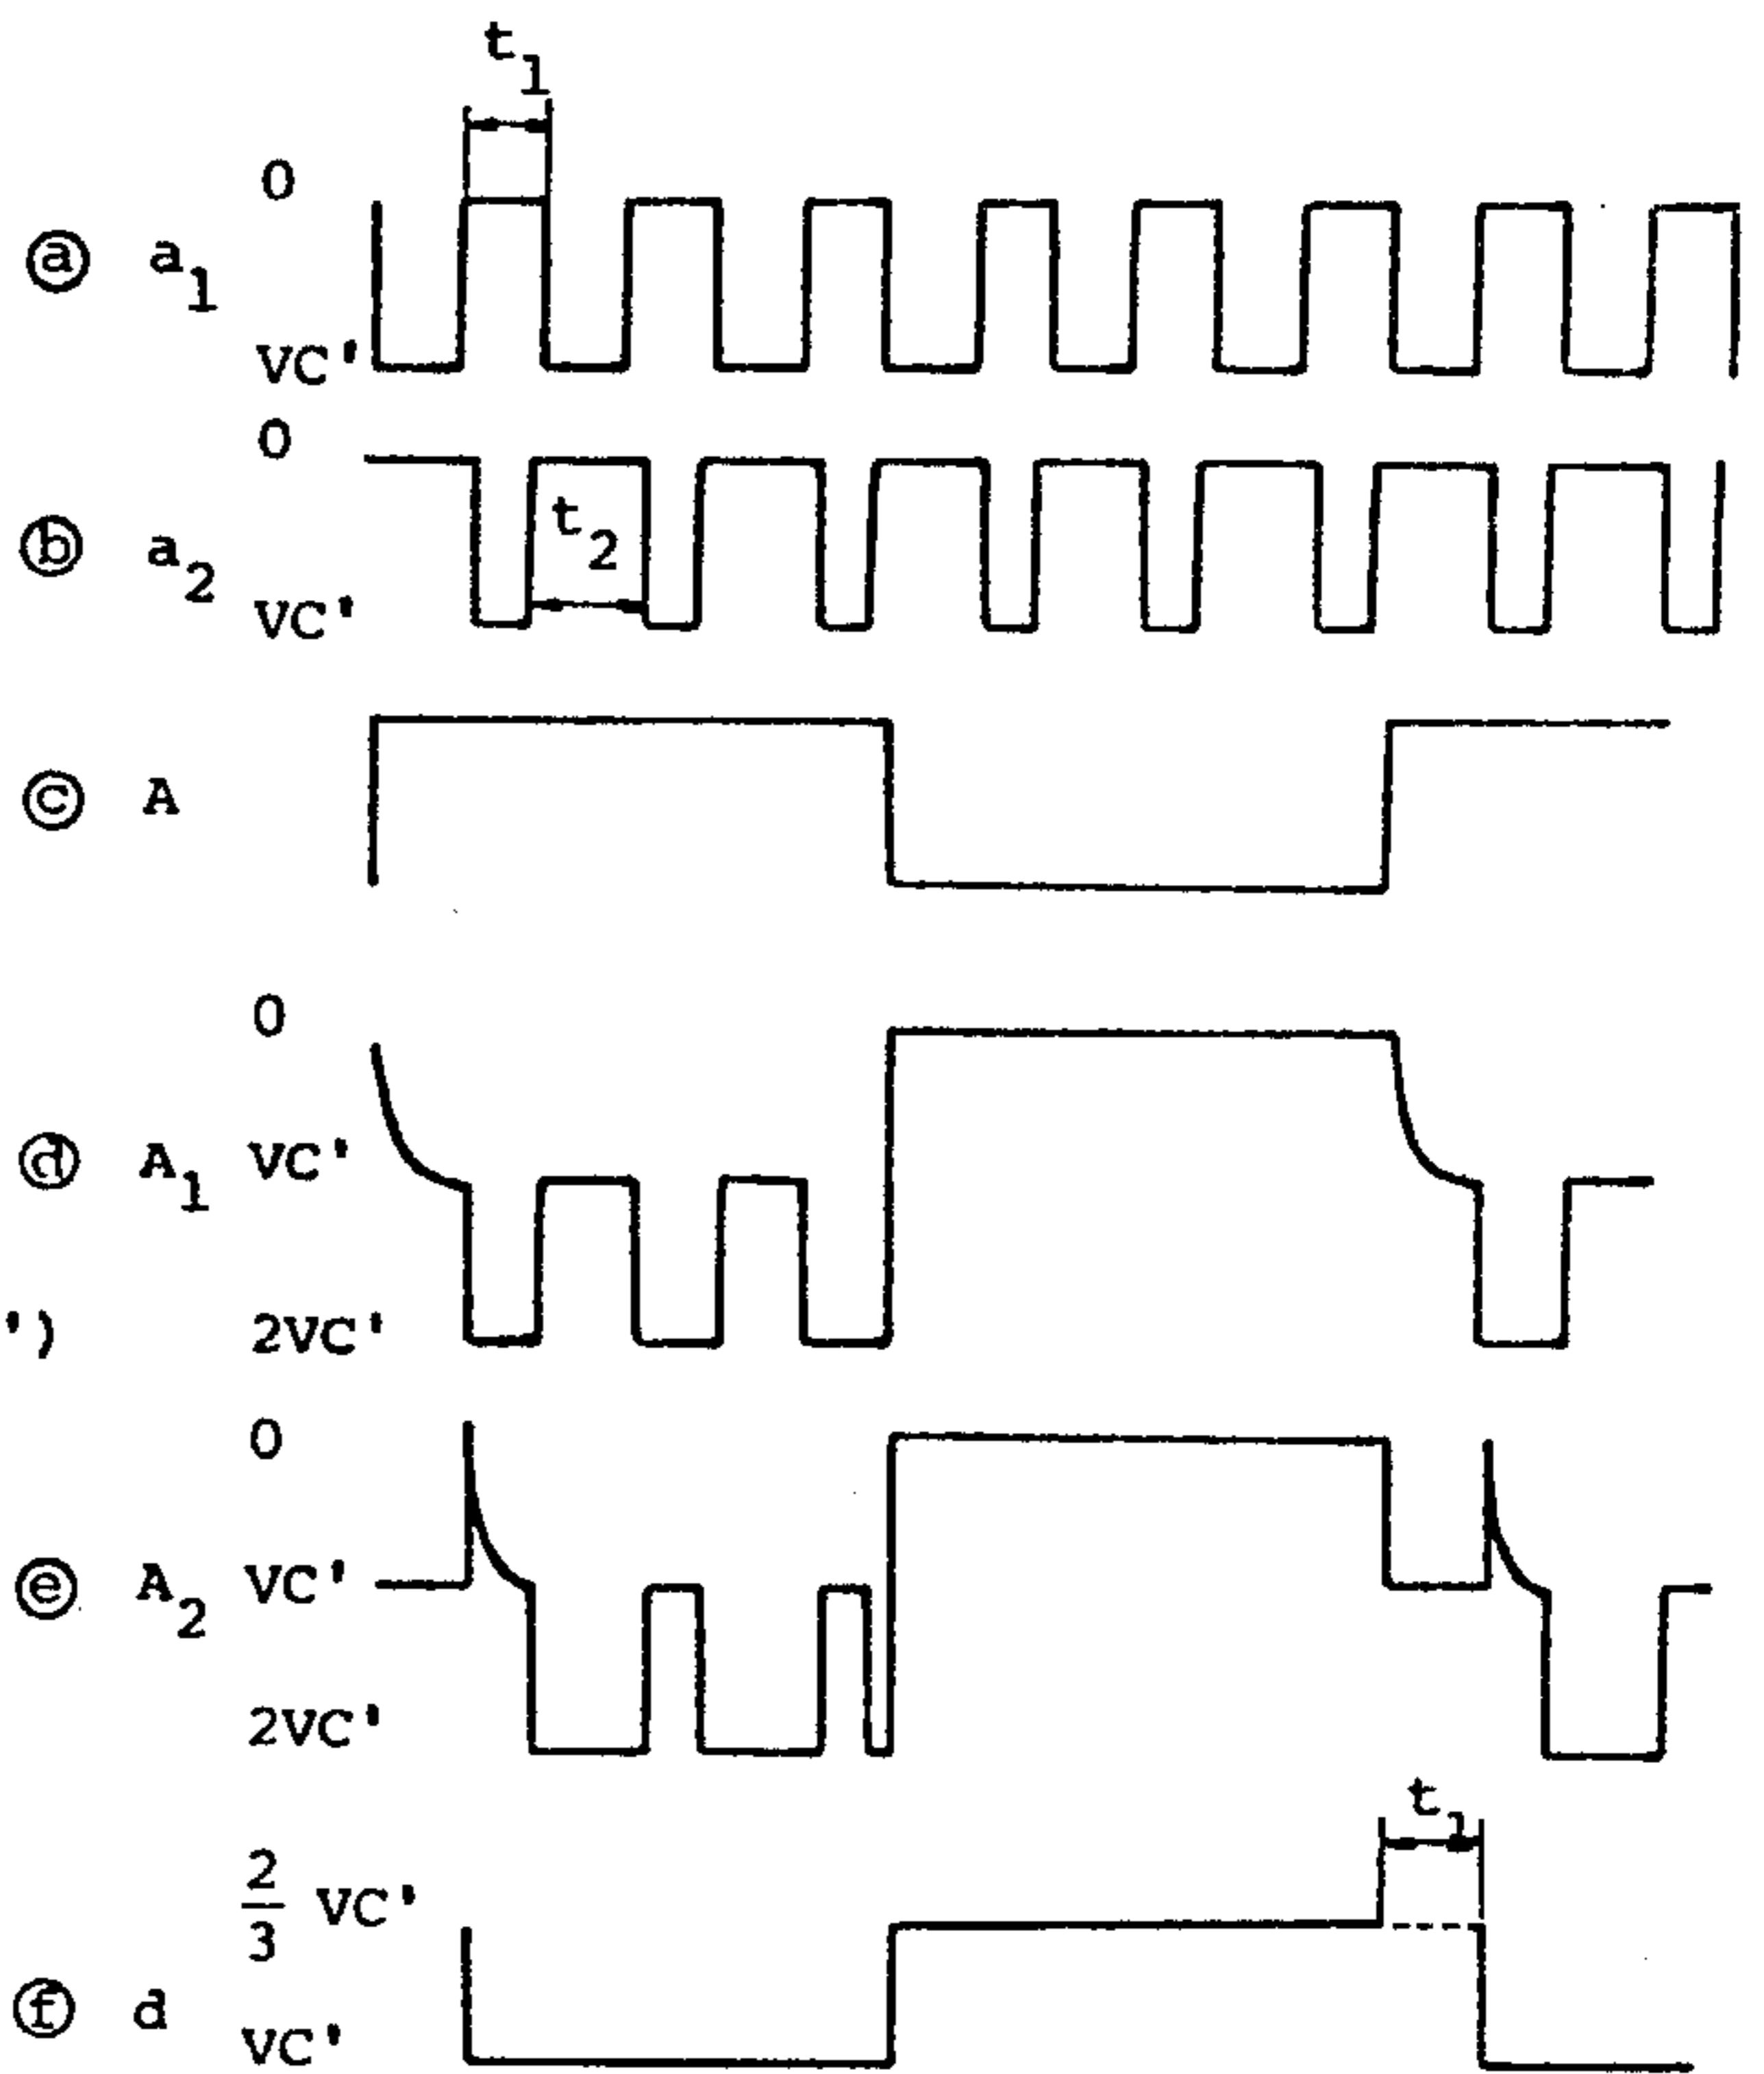 t₁
0
ⓐ a₁
VC'
0
t₂
ⓑ a₂
VC'
ⓒ A
0
ⓓ A₁ VC'
') 2VC'
0
ⓔ A₂ VC'
2VC'
t₁
2/3 VC'
ⓕ d
VC'